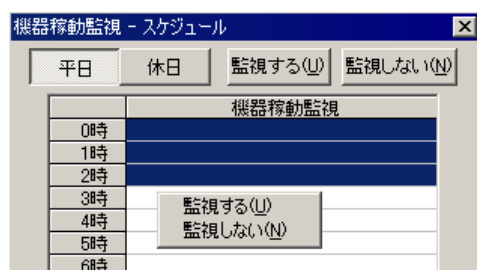 機器稼動監視 - スケジュール
平日 休日 監視する(U) 監視しない(N)
機器稼動監視
0時
1時
2時
3時
監視する(U)
4時
監視しない(N)
5時
6時